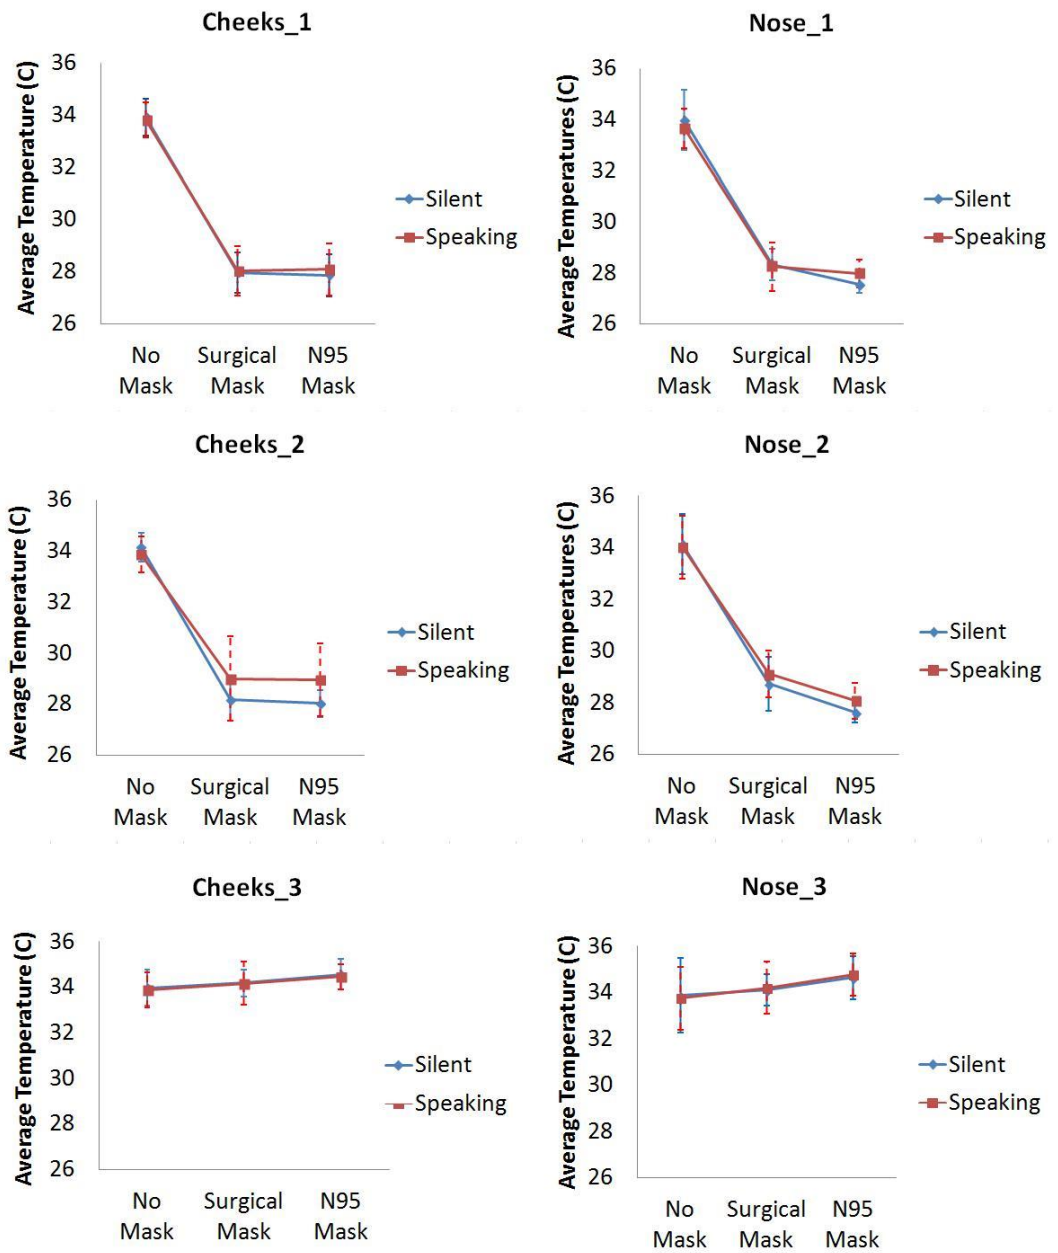 Cheeks_1
Average Temperature (C)
36
34
32
30
28
26
No Mask
Surgical Mask
N95 Mask
Silent
Speaking
Nose_1
Average Temperatures (C)
36
34
32
30
28
26
No Mask
Surgical Mask
N95 Mask
Silent
Speaking
Cheeks_2
Average Temperature (C)
36
34
32
30
28
26
No Mask
Surgical Mask
N95 Mask
Silent
Speaking
Nose_2
Average Temperatures (C)
36
34
32
30
28
26
No Mask
Surgical Mask
N95 Mask
Silent
Speaking
Cheeks_3
Average Temperature (C)
36
34
32
30
28
26
No Mask
Surgical Mask
N95 Mask
Silent
Speaking
Nose_3
Average Temperature (C)
36
34
32
30
28
26
No Mask
Surgical Mask
N95 Mask
Silent
Speaking